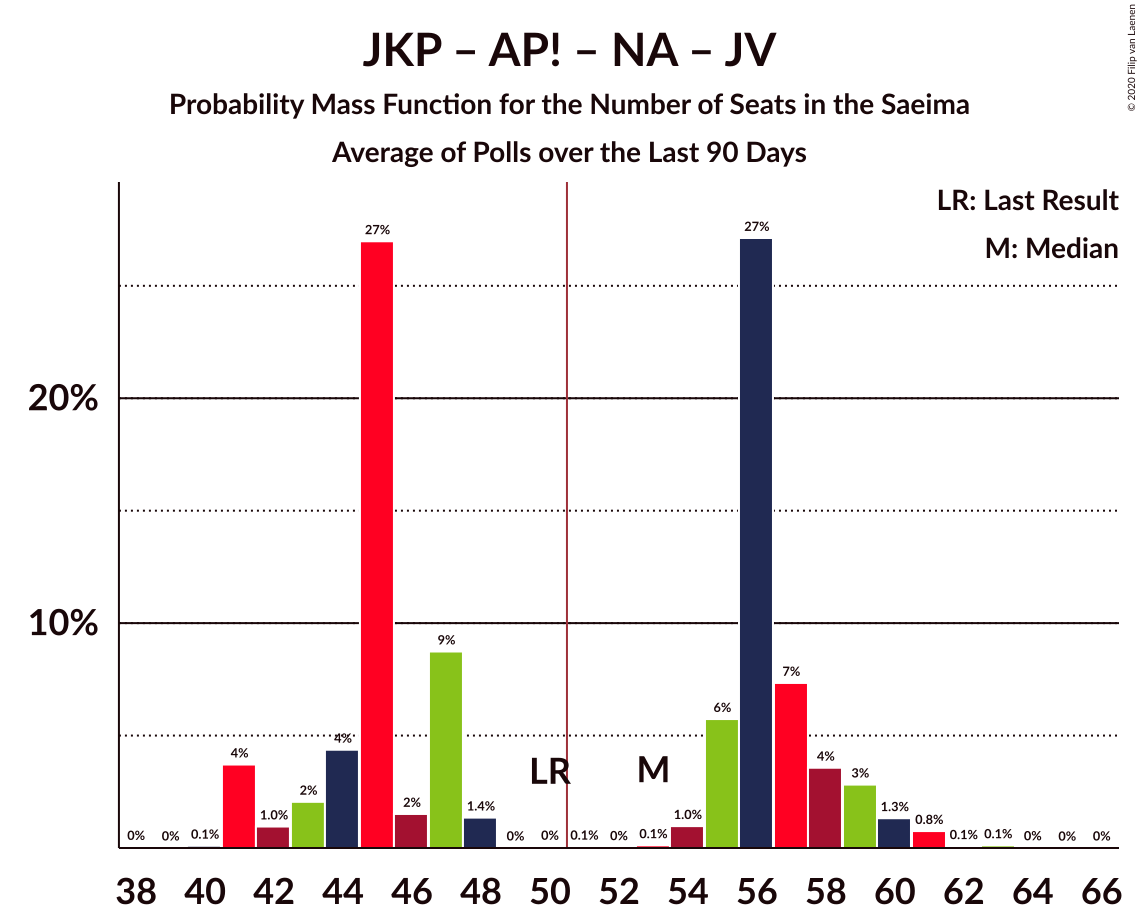 JKP – AP! – NA – JV
Probability Mass Function for the Number of Seats in the Saeima
Average of Polls over the Last 90 Days
© 2020 Filip van Laenen
LR: Last Result
M: Median
20%
10%
0% 0% 0.1% 4% 1.0% 2% 4% 27% 2% 9% 1.4% 0% 0% 0.1% 0% 0.1% 1.0% 6% 27% 7% 4% 3% 1.3% 0.8% 0.1% 0.1% 0% 0% 0%
LR M
38 40 42 44 46 48 50 52 54 56 58 60 62 64 66